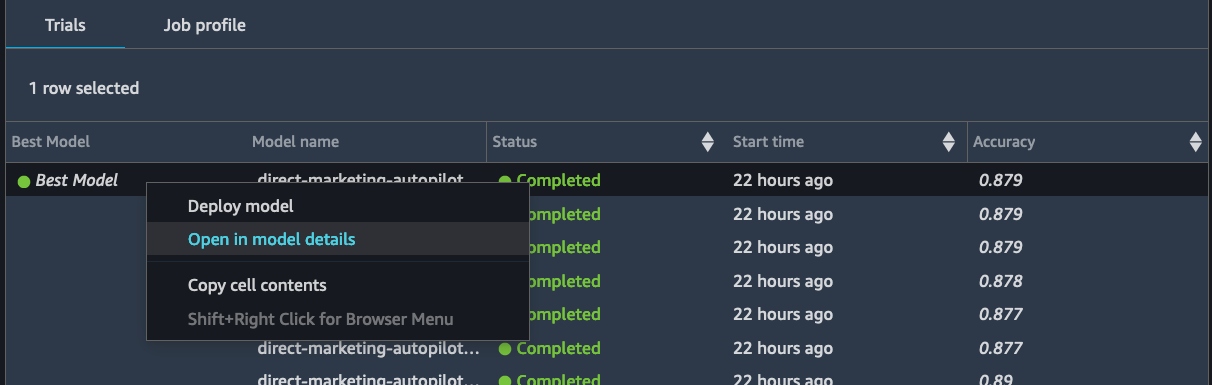 Trials Job profile
1 row selected
Best Model Model name Status Start time Accuracy
Best Model direct-marketing-autopilot Completed 22 hours ago 0.879
Deploy model
22 hours ago 0.879
Open in model details
22 hours ago 0.879
22 hours ago 0.878
Copy cell contents
22 hours ago 0.877
Shift+Right Click for Browser Menu
direct-marketing-autopilot... Completed 22 hours ago 0.877
direct-marketing-autopilot... Completed 22 hours ago 0.89